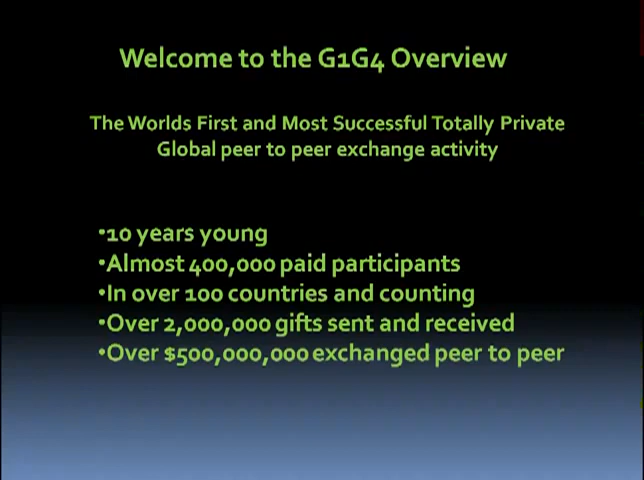 Welcome to the G1G4 Overview
The Worlds First and Most Successful Totally Private
Global peer to peer exchange activity
•10 years young
•Almost 400,000 paid participants
•In over 100 countries and counting
•Over 2,000,000 gifts sent and received
•Over $500,000,000 exchanged peer to peer